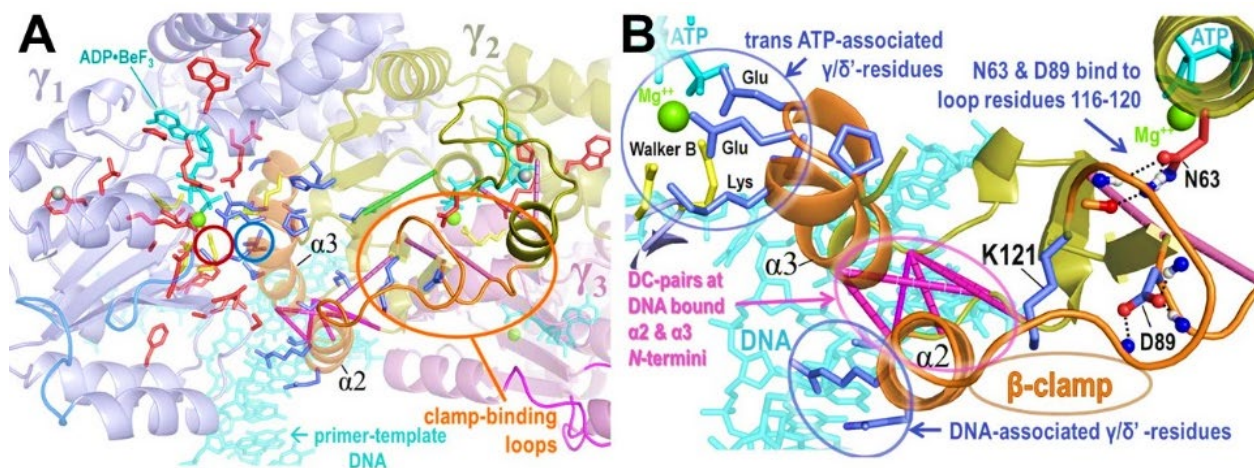 A
γ1
γ2
ADP•BeF3
α3
γ3
α2
clamp-binding
loops
primer-template
DNA
B
ATP
trans ATP-associated
γ/δ'-residues
ATP
Glu
Mg++
N63 & D89 bind to
loop residues 116-120
Walker B
Glu
Mg++
Lys
N63
K121
α3
DC-pairs at
DNA bound
α2 & α3
N-termini
DNA
D89
α2
β-clamp
DNA-associated γ/δ' -residues